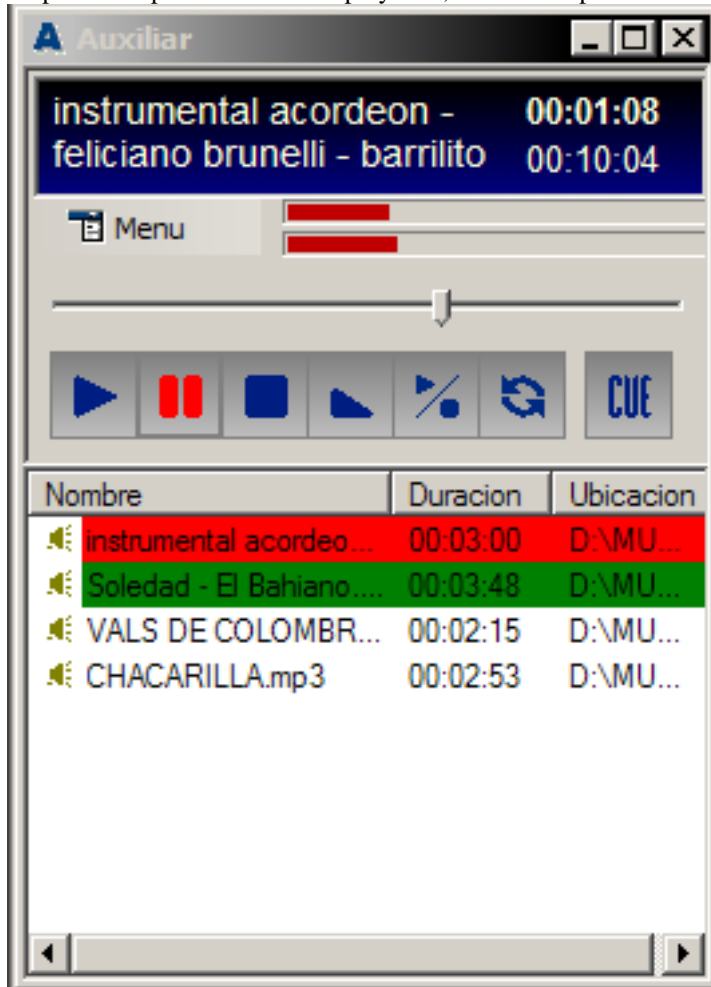 Auxiliar
instrumental acordeon - 00:01:08
feliciano brunelli - barrilito 00:10:04
Menu
CUE
Nombre Duracion Ubicacion
instrumental acordeo... 00:03:00 D:\MU...
Soledad - El Bahiano.... 00:03:48 D:\MU...
VALS DE COLOMBR... 00:02:15 D:\MU...
CHACARILLA.mp3 00:02:53 D:\MU...